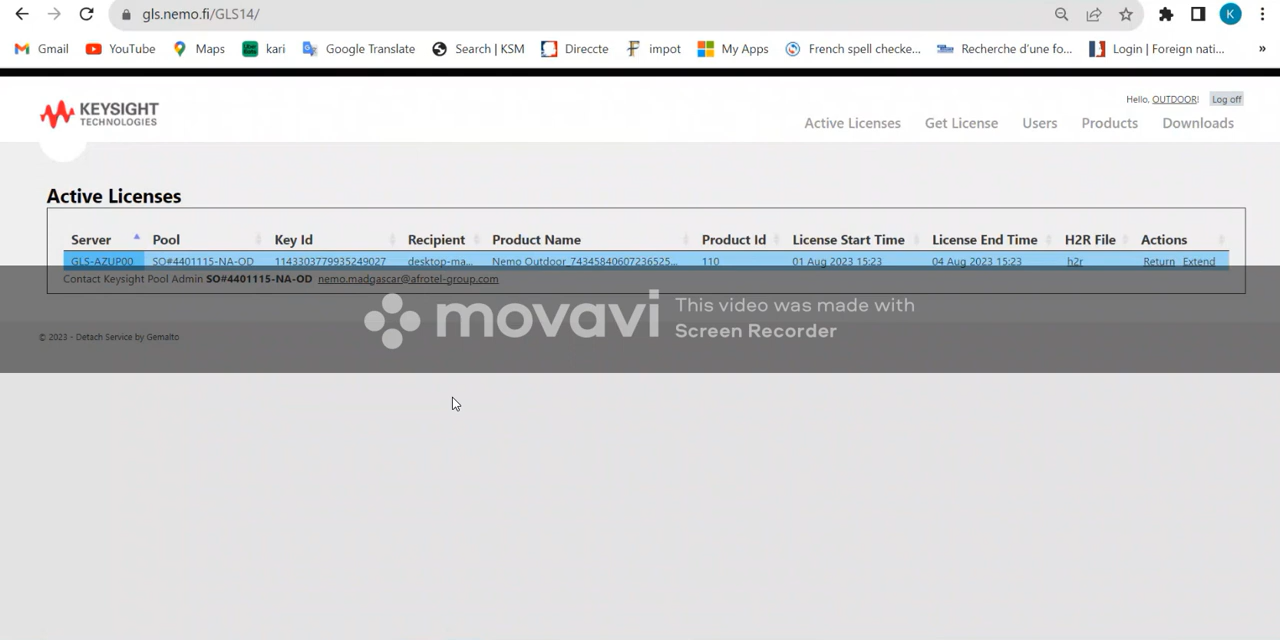 gls.nemo.fi/GLS14/
K
Gmail YouTube Maps kari Google Translate Search | KSM Direccte impot My Apps French spell checke... Recherche d'une fo... Login | Foreign nati... »
KEYSIGHT
TECHNOLOGIES
Hello, OUTDOOR! Log off
Active Licenses Get License Users Products Downloads
Active Licenses
Server Pool Key Id Recipient Product Name Product Id License Start Time License End Time H2R File Actions
GLS-AZUP00 SO#4401115-NA-OD 1143303779935249027 desktop-ma... Nemo Outdoor_74345840607236525... 110 01 Aug 2023 15:23 04 Aug 2023 15:23 h2r Return Extend
Contact Keysight Pool Admin SO#4401115-NA-OD nemo.madgascar@afrotel-group.com
movavi
This video was made with
Screen Recorder
© 2023 - Detach Service by Gemalto